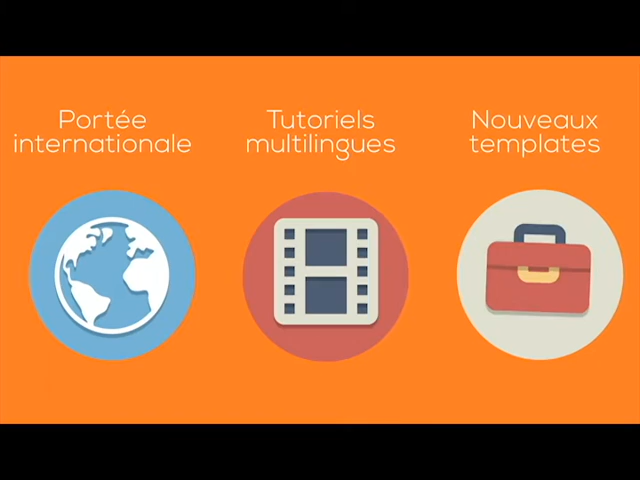 Portée
internationale
Tutoriels
multilingues
Nouveaux
templates